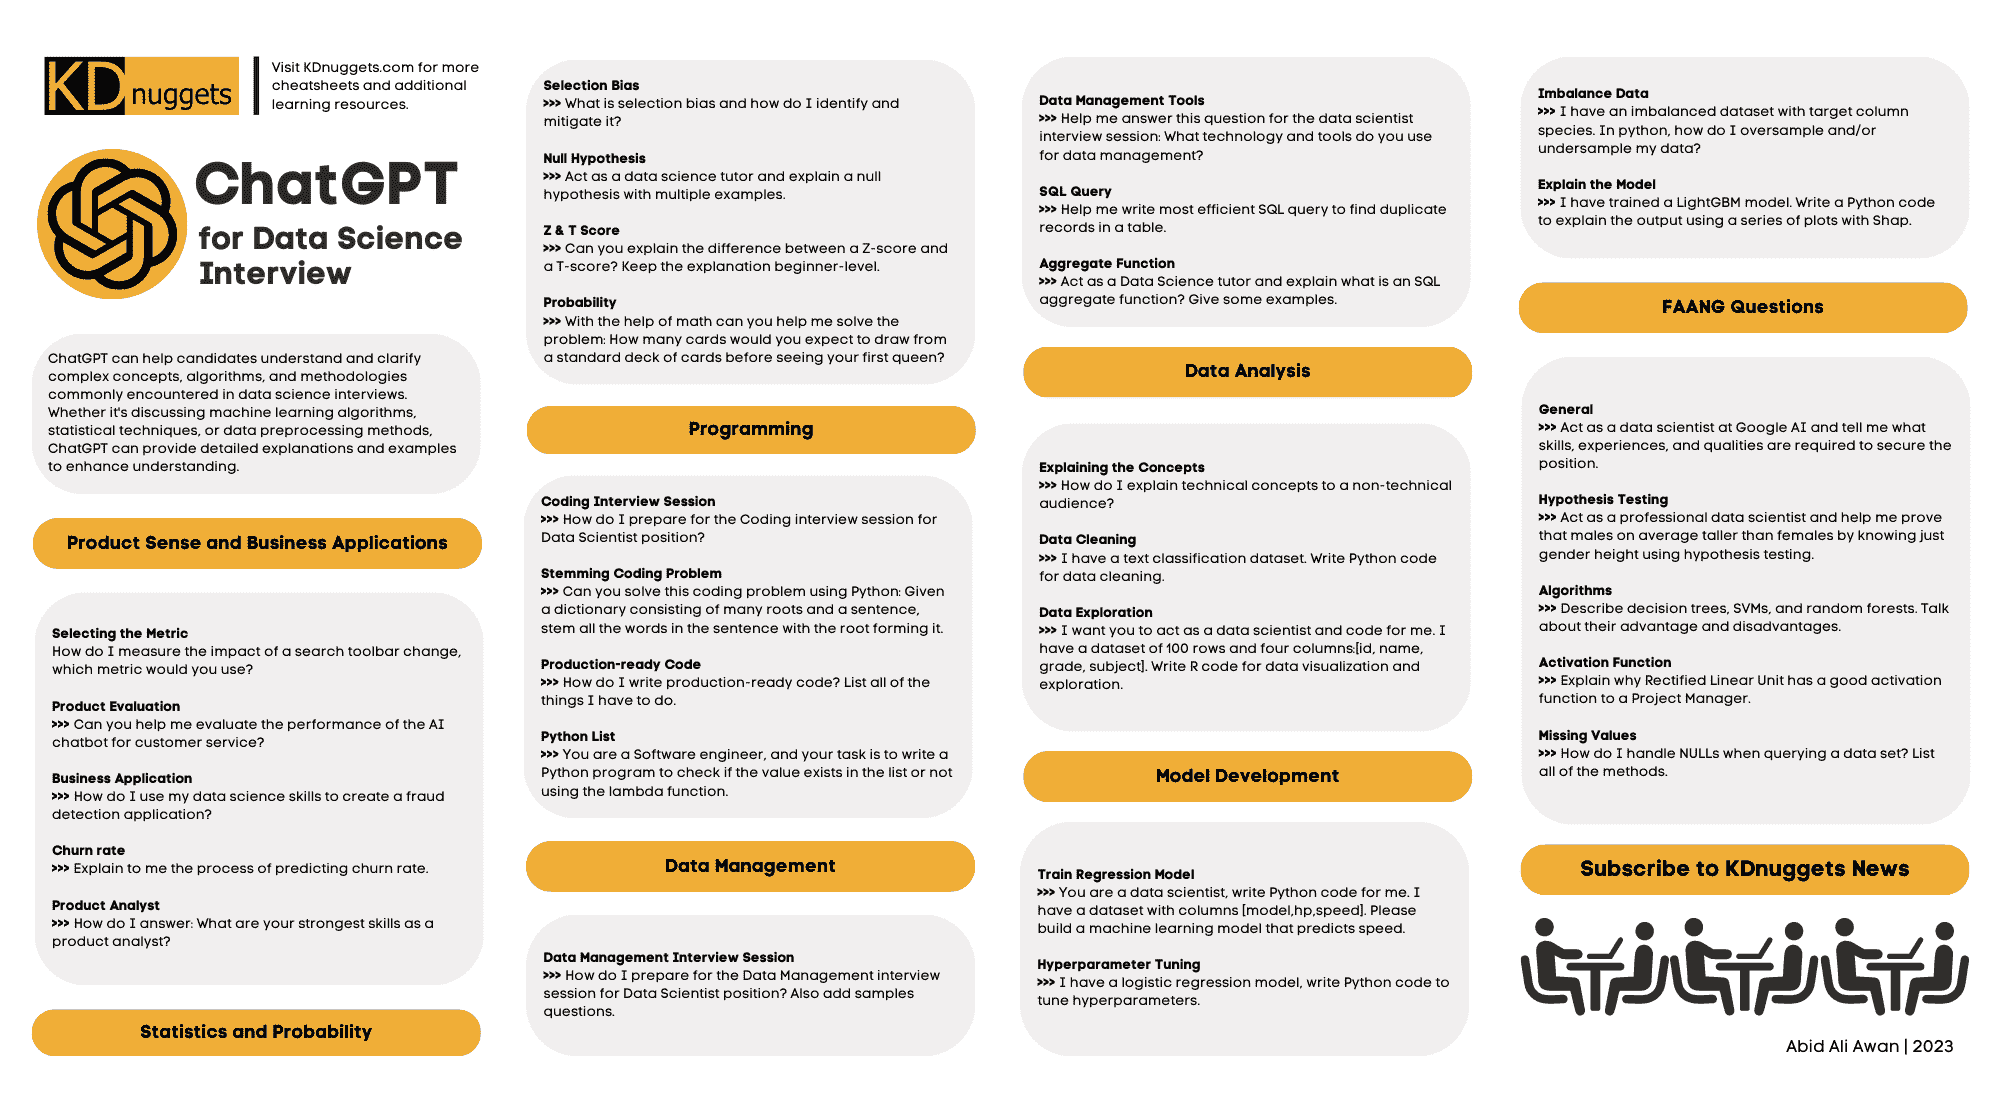 KDnuggets
Visit KDnuggets.com for more
cheatsheets and additional
learning resources.
ChatGPT
for Data Science
Interview
ChatGPT can help candidates understand and clarify
complex concepts, algorithms, and methodologies
commonly encountered in data science interviews.
Whether it's discussing machine learning algorithms,
statistical techniques, or data preprocessing methods,
ChatGPT can provide detailed explanations and examples
to enhance understanding.
Product Sense and Business Applications
Selecting the Metric
How do I measure the impact of a search toolbar change,
which metric would you use?
Product Evaluation
>>> Can you help me evaluate the performance of the AI
chatbot for customer service?
Business Application
>>> How do I use my data science skills to create a fraud
detection application?
Churn rate
>>> Explain to me the process of predicting churn rate.
Product Analyst
>>> How do I answer: What are your strongest skills as a
product analyst?
Statistics and Probability
Selection Bias
>>> What is selection bias and how do I identify and
mitigate it?
Null Hypothesis
>>> Act as a data science tutor and explain a null
hypothesis with multiple examples.
Z & T Score
>>> Can you explain the difference between a Z-score and
a T-score? Keep the explanation beginner-level.
Probability
>>> With the help of math can you help me solve the
problem: How many cards would you expect to draw from
a standard deck of cards before seeing your first queen?
Programming
Coding Interview Session
>>> How do I prepare for the Coding interview session for
Data Scientist position?
Stemming Coding Problem
>>> Can you solve this coding problem using Python: Given
a dictionary consisting of many roots and a sentence,
stem all the words in the sentence with the root forming it.
Production-ready Code
>>> How do I write production-ready code? List all of the
things I have to do.
Python List
>>> You are a Software engineer, and your task is to write a
Python program to check if the value exists in the list or not
using the lambda function.
Data Management
Data Management Interview Session
>>> How do I prepare for the Data Management interview
session for Data Scientist position? Also add samples
questions.
Data Management Tools
>>> Help me answer this question for the data scientist
interview session: What technology and tools do you use
for data management?
SQL Query
>>> Help me write most efficient SQL query to find duplicate
records in a table.
Aggregate Function
>>> Act as a Data Science tutor and explain what is an SQL
aggregate function? Give some examples.
Data Analysis
Explaining the Concepts
>>> How do I explain technical concepts to a non-technical
audience?
Data Cleaning
>>> I have a text classification dataset. Write Python code
for data cleaning.
Data Exploration
>>> I want you to act as a data scientist and code for me. I
have a dataset of 100 rows and four columns:[id, name,
grade, subject]. Write R code for data visualization and
exploration.
Model Development
Train Regression Model
>>> You are a data scientist, write Python code for me. I
have a dataset with columns [model,hp,speed]. Please
build a machine learning model that predicts speed.
Hyperparameter Tuning
>>> I have a logistic regression model, write Python code to
tune hyperparameters.
Imbalance Data
>>> I have an imbalanced dataset with target column
species. In python, how do I oversample and/or
undersample my data?
Explain the Model
>>> I have trained a LightGBM model. Write a Python code
to explain the output using a series of plots with Shap.
FAANG Questions
General
>>> Act as a data scientist at Google AI and tell me what
skills, experiences, and qualities are required to secure the
position.
Hypothesis Testing
>>> Act as a professional data scientist and help me prove
that males on average taller than females by knowing just
gender height using hypothesis testing.
Algorithms
>>> Describe decision trees, SVMs, and random forests. Talk
about their advantage and disadvantages.
Activation Function
>>> Explain why Rectified Linear Unit has a good activation
function to a Project Manager.
Missing Values
>>> How do I handle NULLs when querying a data set? List
all of the methods.
Subscribe to KDnuggets News
Abid Ali Awan | 2023